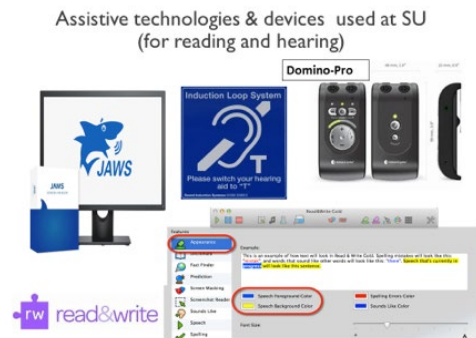 Assistive technologies & devices used at SU
(for reading and hearing)
Domino-Pro
Induction Loop System
T
Please switch your hearing
aid to "T"
JAWS
JAWS
Read&Write Gold
Features
Appearance
Dictionary
Fact Finder
Prediction
Screen Masking
Screenshot Reader
Sounds Like
Speech
Spelling
Example:
This is an example of how text will look in Read & Write Gold. Spelling mistakes will look like this:
and words that sound like other words will look like this, Speech that's currently in
progress will look like this sentence.
Speech Foreground Color
Spelling Errors Color
Speech Background Color
Sounds Like Color
Font Size
rw read&write